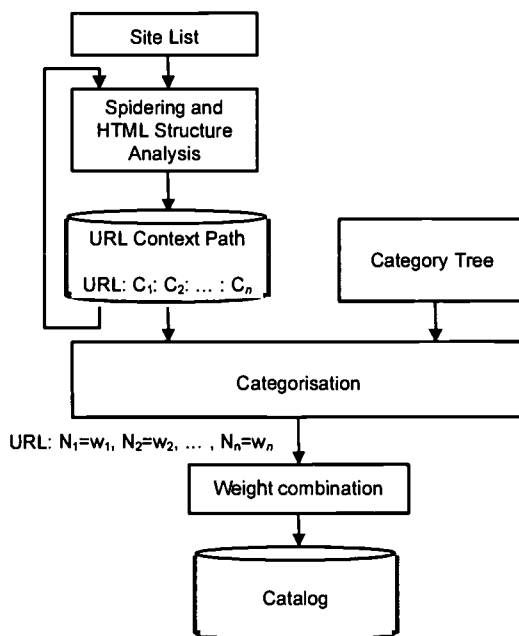 Site List
Spidering and
HTML Structure
Analysis
URL Context Path
URL: C₁: C₂: ... : Cₙ
Category Tree
Categorisation
URL: N₁=w₁, N₂=w₂, ... , Nₙ=wₙ
Weight combination
Catalog